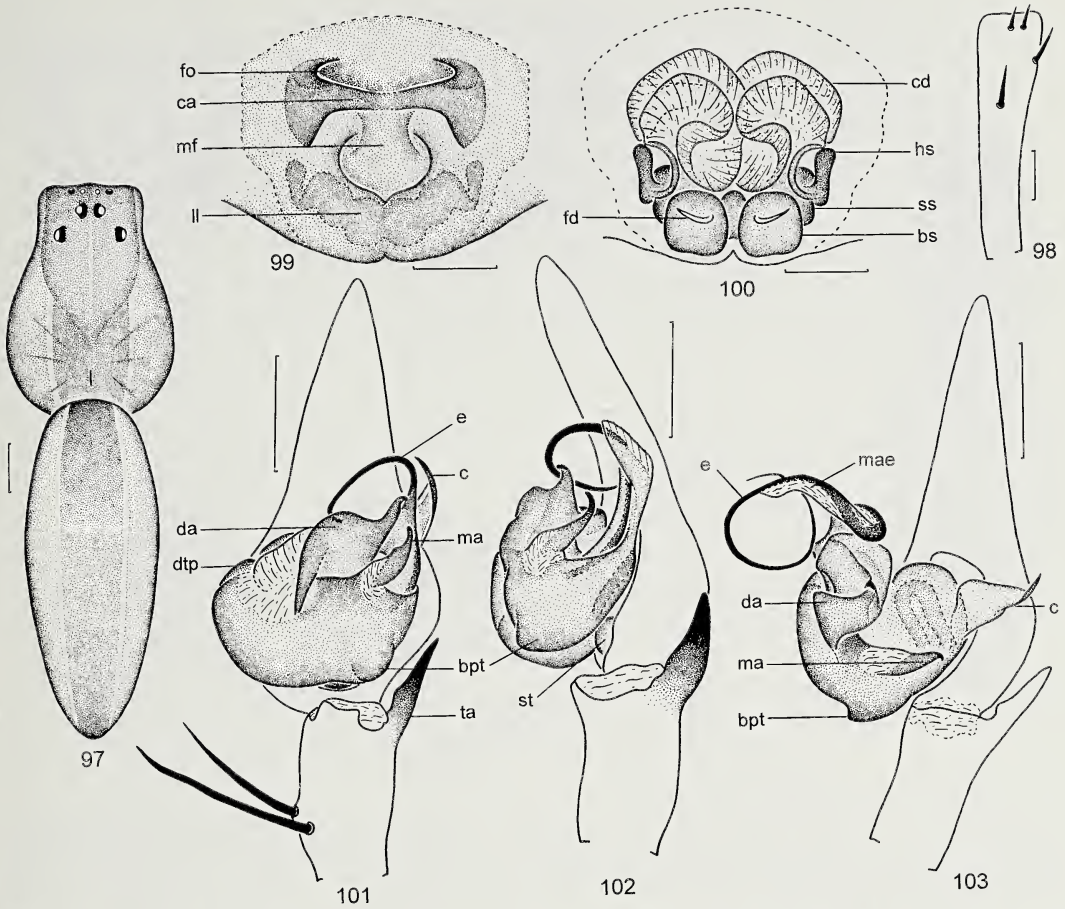 fo
ca
mf
ll
99
cd
hs
ss
bs
fd
100
98
97
e
c
da
ma
dtp
bpt
ta
st
101
102
e
mae
da
c
ma
bpt
103